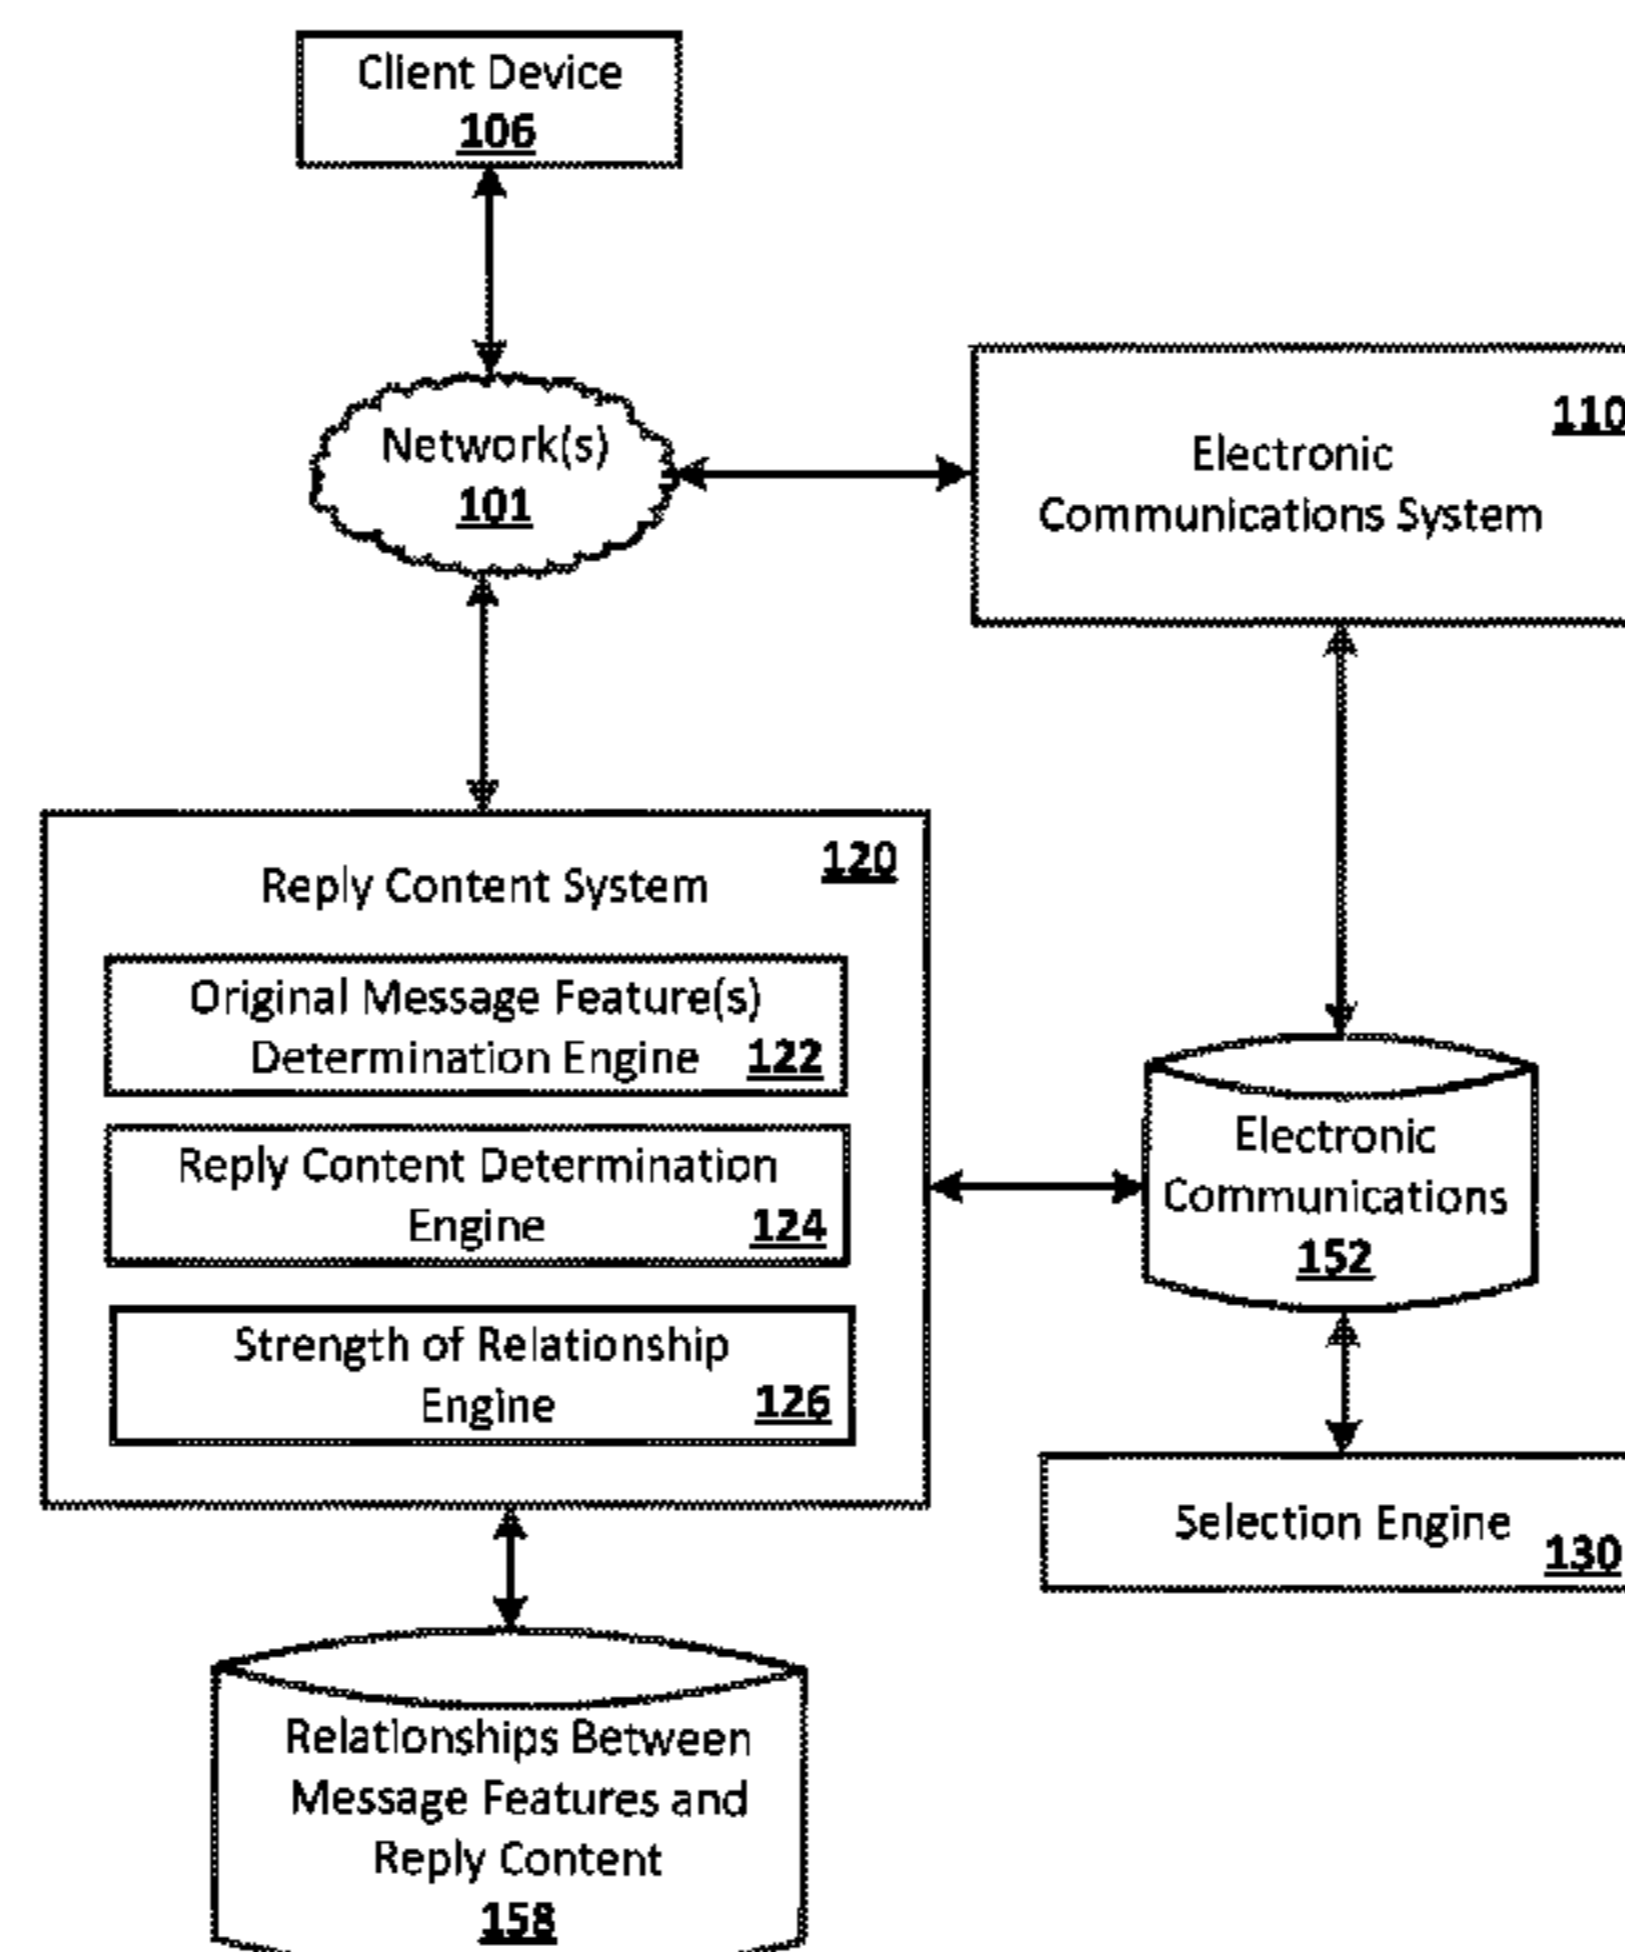 Client Device
106
Network(s)
101
110
Electronic
Communications System
120
Reply Content System
Original Message Feature(s)
Determination Engine 122
Reply Content Determination
Engine 124
Strength of Relationship
Engine 126
Electronic
Communications
152
Selection Engine
130
Relationships Between
Message Features and
Reply Content
158